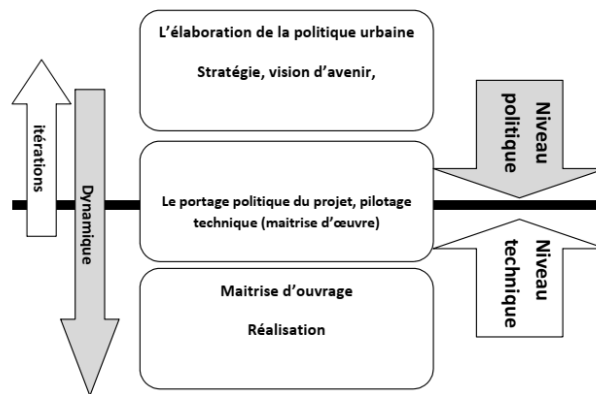 L’élaboration de la politique urbaine
Stratégie, vision d’avenir,
itérations
Dynamique
Le portage politique du projet, pilotage
technique (maitrise d’œuvre)
Niveau
politique
Niveau
technique
Maitrise d’ouvrage
Réalisation